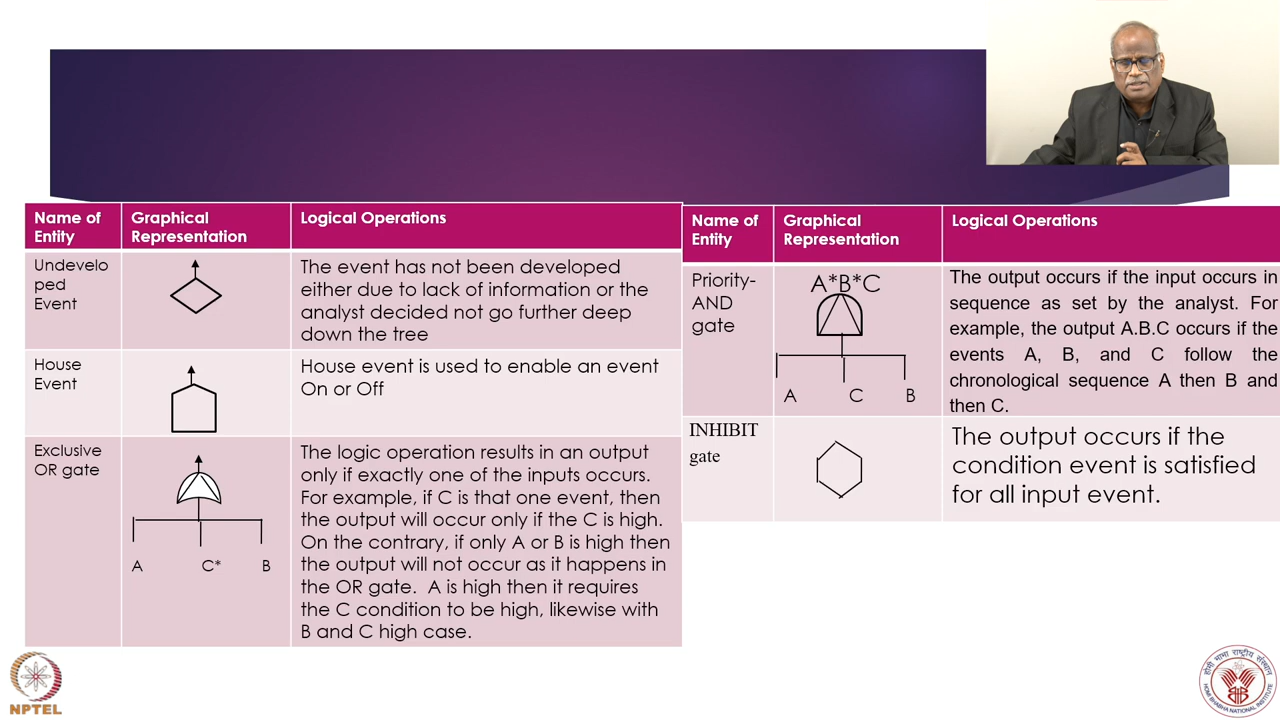 Name of
Entity
Graphical
Representation
Logical Operations
Undevelo
ped
Event
The event has not been developed
either due to lack of information or the
analyst decided not go further deep
down the tree
House
Event
House event is used to enable an event
On or Off
Exclusive
OR gate
A
C*
B
The logic operation results in an output
only if exactly one of the inputs occurs.
For example, if C is that one event, then
the output will occur only if the C is high.
On the contrary, if only A or B is high then
the output will not occur as it happens in
the OR gate.  A is high then it requires
the C condition to be high, likewise with
B and C high case.
Name of
Entity
Graphical
Representation
Logical Operations
Priority-
AND
gate
A*B*C
A
C
B
The output occurs if the input occurs in
sequence as set by the analyst. For
example, the output A.B.C occurs if the
events A, B, and C follow the
chronological sequence A then B and
then C.
INHIBIT
gate
The output occurs if the
condition event is satisfied
for all input event.
NPTEL
होमी भाभा राष्ट्रीय संस्थान
HOMI BHABHA NATIONAL INSTITUTE